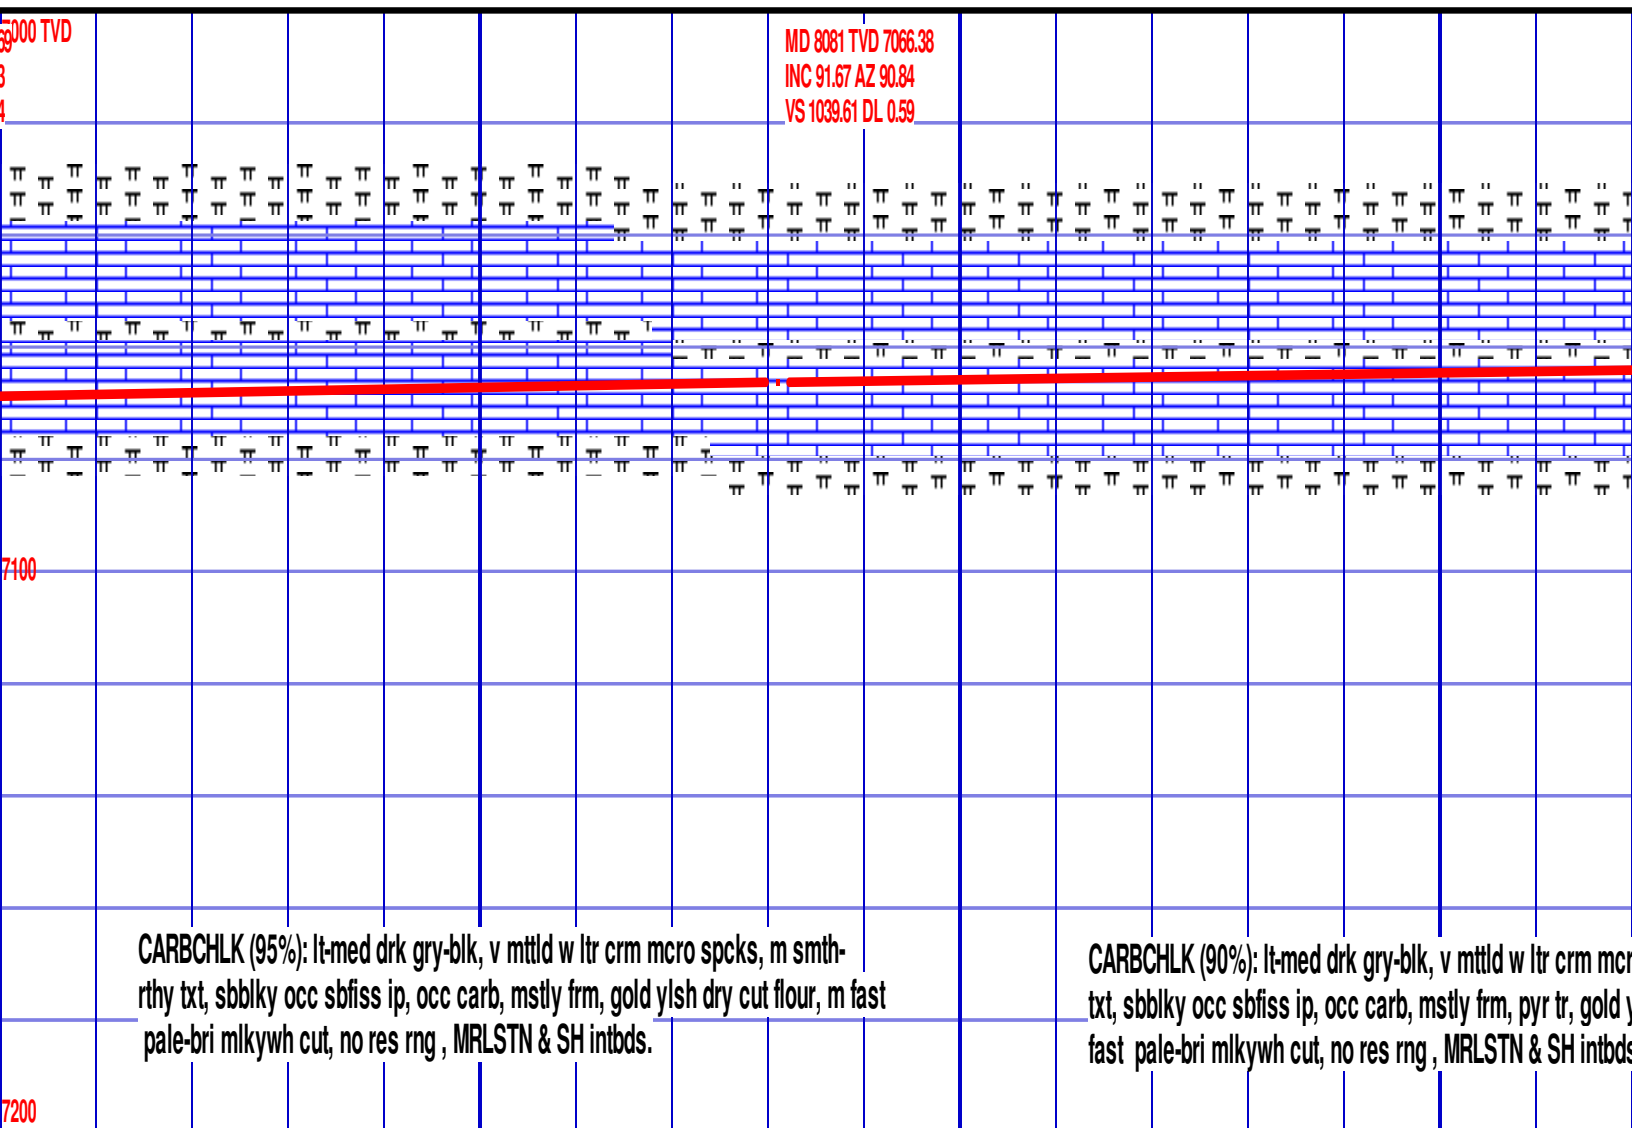 000 TVD
MD 8081 TVD 7066.38
INC 91.67 AZ 90.84
VS 1039.61 DL 0.59
7100
CARBCHLK (95%): lt-med drk gry-blk, v mttld w ltr crm mcro spcks, m smth-
rthy txt, sbblky occ sbfiss ip, occ carb, mstly frm, gold ylsh dry cut flour, m fast
pale-bri mlkywh cut, no res rng , MRLSTN & SH intbds.
CARBCHLK (90%): lt-med drk gry-blk, v mttld w ltr crm mcr
txt, sbblky occ sbfiss ip, occ carb, mstly frm, pyr tr, gold y
fast pale-bri mlkywh cut, no res rng , MRLSTN & SH intbds
7200